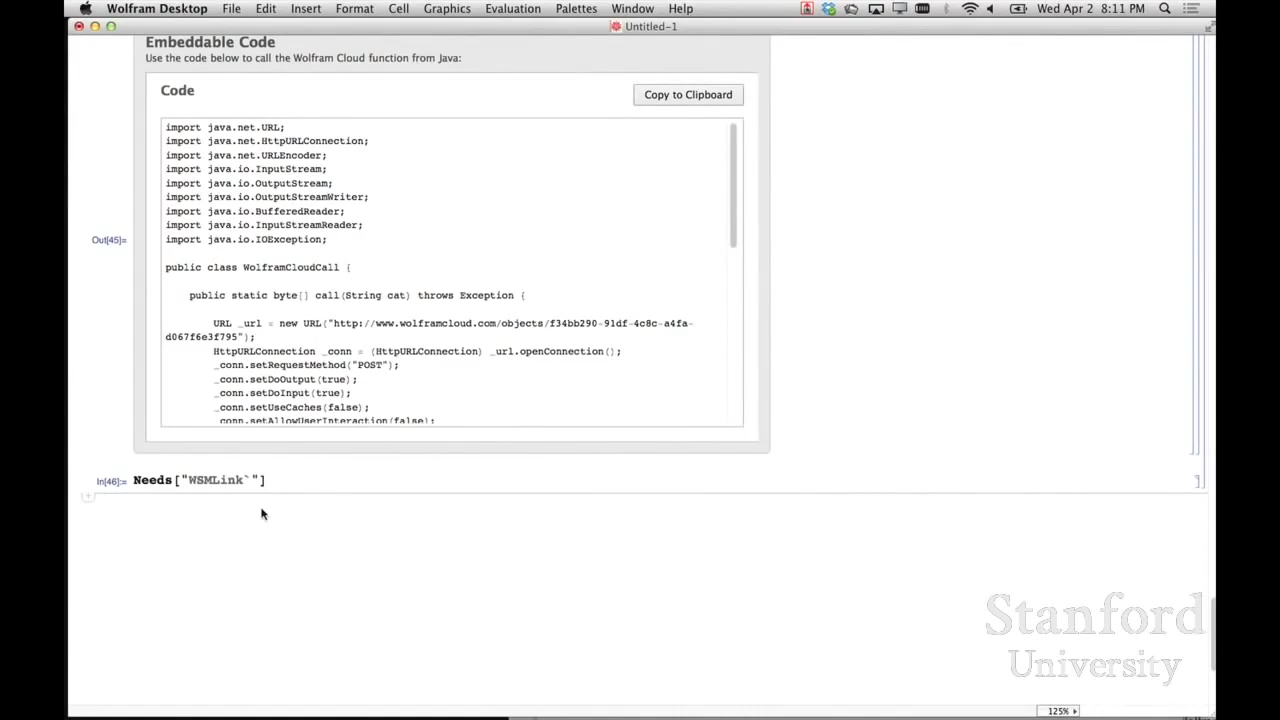 Wolfram Desktop File Edit Insert Format Cell Graphics Evaluation Palettes Window Help Wed Apr 2 8:11 PM
Untitled-1
Embeddable Code
Use the code below to call the Wolfram Cloud function from Java:
Code
Copy to Clipboard
import java.net.URL;
import java.net.HttpURLConnection;
import java.net.URLEncoder;
import java.io.InputStream;
import java.io.OutputStream;
import java.io.OutputStreamWriter;
import java.io.BufferedReader;
import java.io.InputStreamReader;
import java.io.IOException;
Out[45]=
public class WolframCloudCall {
public static byte[] call(String cat) throws Exception {
URL _url = new URL("http://www.wolframcloud.com/objects/f34bb290-91df-4c8c-a4fa-
d067f6e3f795");
HttpURLConnection _conn = (HttpURLConnection) _url.openConnection();
_conn.setRequestMethod("POST");
_conn.setDoOutput(true);
_conn.setDoInput(true);
_conn.setUseCaches(false);
_conn.setAllowUserInteraction(false);
In[46]:= Needs["WSMLink`"]
Stanford
University
125%